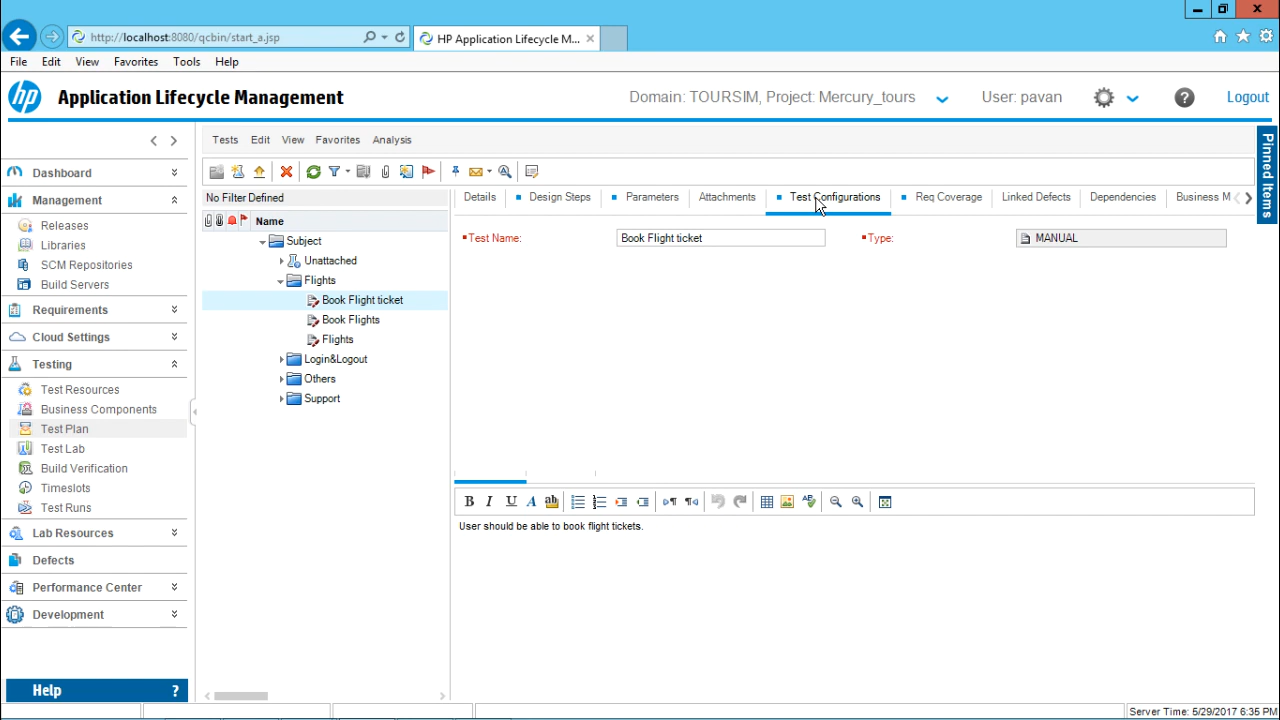 http://localhost:8080/qcbin/start_a.jsp
HP Application Lifecycle M...
File Edit View Favorites Tools Help
hp Application Lifecycle Management
Domain: TOURSIM, Project: Mercury_tours
User: pavan
?
Logout
Dashboard
Management
Releases
Libraries
SCM Repositories
Build Servers
Requirements
Cloud Settings
Testing
Test Resources
Business Components
Test Plan
Test Lab
Build Verification
Timeslots
Test Runs
Lab Resources
Defects
Performance Center
Development
Help ?
Tests Edit View Favorites Analysis
No Filter Defined
Name
Subject
Unattached
Flights
Book Flight ticket
Book Flights
Flights
Login&Logout
Others
Support
Details Design Steps Parameters Attachments Test Configurations Req Coverage Linked Defects Dependencies Business M
Test Name: Book Flight ticket Type: MANUAL
B I U A ab
User should be able to book flight tickets.
Pinned Items
Server Time: 5/29/2017 6:35 PM